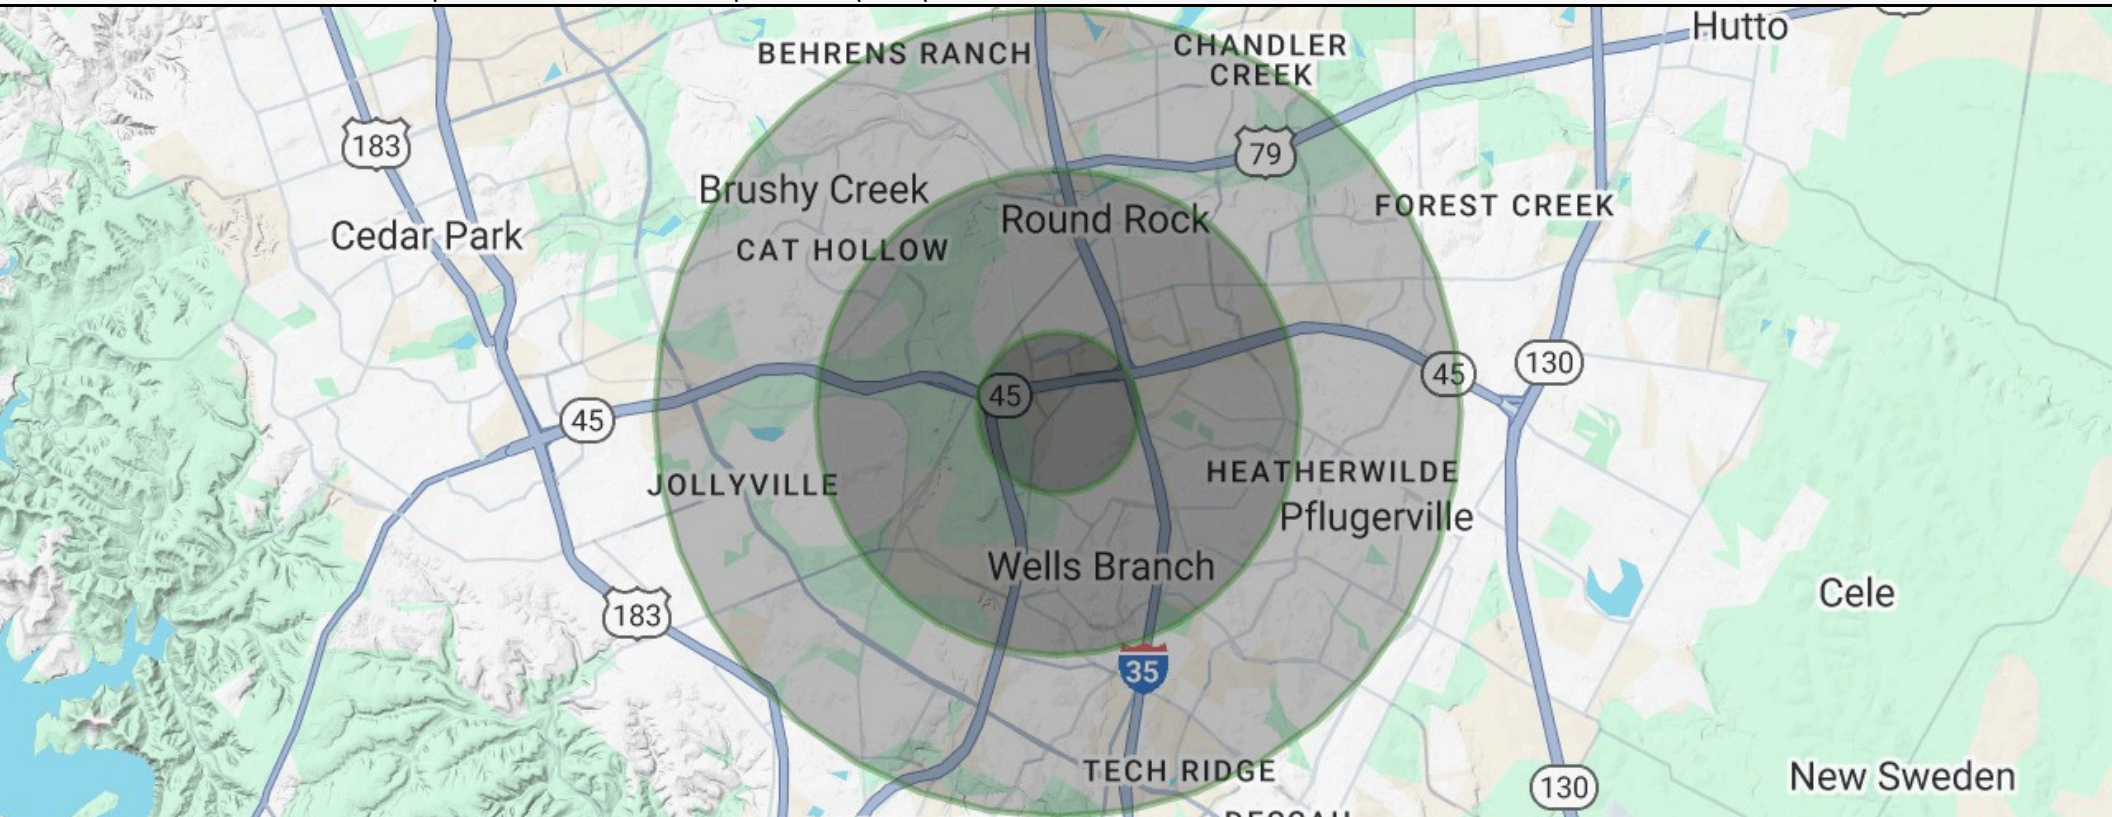 Hutto
BEHRENS RANCH
CHANDLER
CREEK
183
79
Brushy Creek
Round Rock
FOREST CREEK
Cedar Park
CAT HOLLOW
130
45
45
45
HEATHERWILDE
JOLLYVILLE
Pflugerville
Wells Branch
Cele
183
35
TECH RIDGE
New Sweden
130